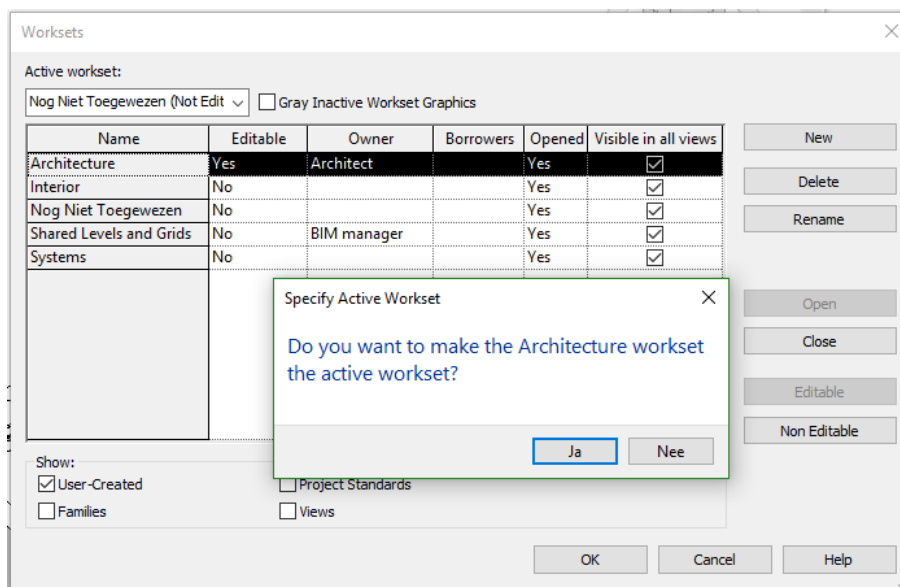 Worksets
Active workset:
Nog Niet Toegewezen (Not Edit
Gray Inactive Workset Graphics
Name Editable Owner Borrowers Opened Visible in all views
Architecture Yes Architect Yes
Interior No Yes
Nog Niet Toegewezen No Yes
Shared Levels and Grids No BIM manager Yes
Systems No Yes
New
Delete
Rename
Open
Close
Editable
Non Editable
Specify Active Workset
Do you want to make the Architecture workset
the active workset?
Ja Nee
Show:
User-Created Project Standards
Families Views
OK Cancel Help